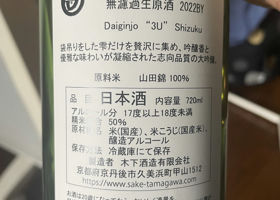 無濾過生原酒 2022BY
Daiginjo “3U” Shizuku
袋吊りをした雫だけを贅沢に集め、吟醸香と
優雅な味わいが凝縮された志向品質の大吟醸。
原料米 山田錦 100%
品目 日本酒 内容量 720ml
アルコール分 17度以上18度未満
精米歩合 50%
原材料名 米(国産)、米こうじ(国産米)、
醸造アルコール
保存方法 冷蔵庫にて保存
製造者 木下酒造有限会社
京都府京丹後市久美浜町甲山1512
https://www.sake-tamagawa.com